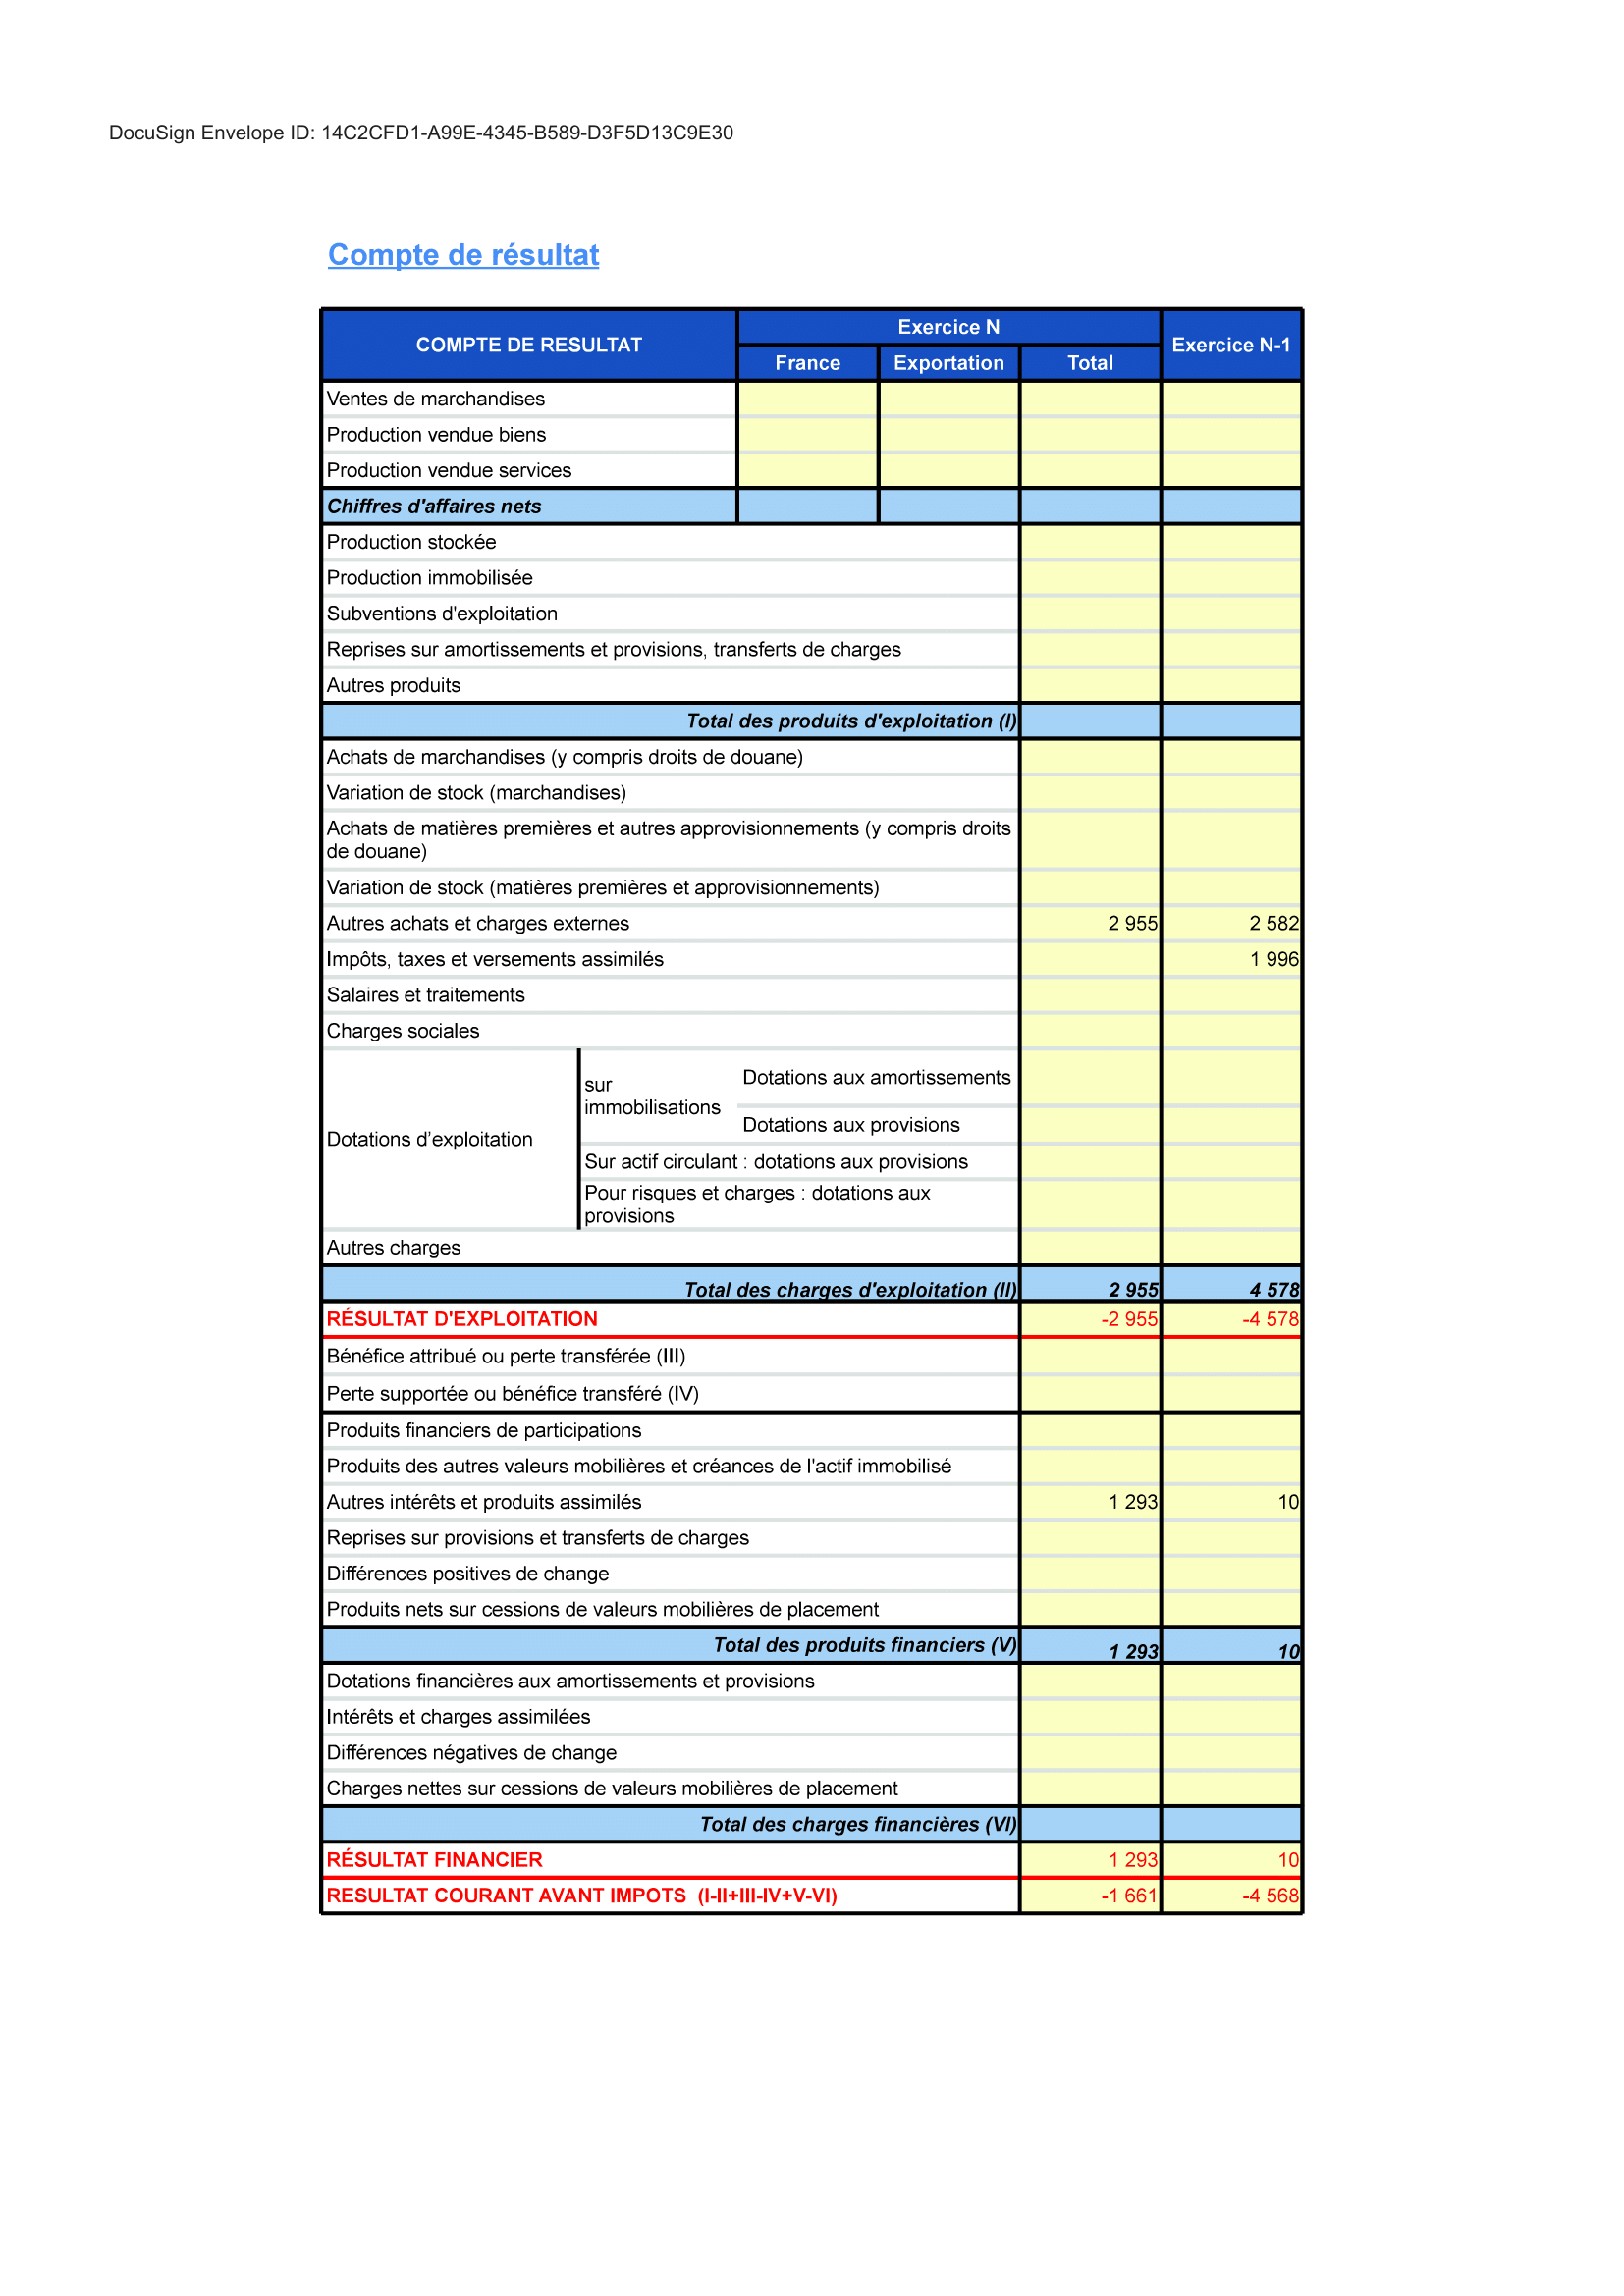 DocuSign Envelope ID: 14C2CFD1-A99E-4345-B589-D3F5D13C9E30
Compte de résultat
COMPTE DE RESULTAT
Exercice N
Exercice N-1
France
Exportation
Total
Ventes de marchandises
Production vendue biens
Production vendue services
Chiffres d'affaires nets
Production stockée
Production immobilisée
Subventions d'exploitation
Reprises sur amortissements et provisions, transferts de charges
Autres produits
Total des produits d'exploitation (I)
Achats de marchandises (y compris droits de douane)
Variation de stock (marchandises)
Achats de matières premières et autres approvisionnements (y compris droits
de douane)
Variation de stock (matières premières et approvisionnements)
Autres achats et charges externes 2 955 2 582
Impôts, taxes et versements assimilés 1 996
Salaires et traitements
Charges sociales
Dotations d’exploitation
sur
immobilisations
Dotations aux amortissements
Dotations aux provisions
Sur actif circulant : dotations aux provisions
Pour risques et charges : dotations aux
provisions
Autres charges
Total des charges d'exploitation (II) 2 955 4 578
RÉSULTAT D'EXPLOITATION -2 955 -4 578
Bénéfice attribué ou perte transférée (III)
Perte supportée ou bénéfice transféré (IV)
Produits financiers de participations
Produits des autres valeurs mobilières et créances de l'actif immobilisé
Autres intérêts et produits assimilés 1 293 10
Reprises sur provisions et transferts de charges
Différences positives de change
Produits nets sur cessions de valeurs mobilières de placement
Total des produits financiers (V) 1 293 10
Dotations financières aux amortissements et provisions
Intérêts et charges assimilées
Différences négatives de change
Charges nettes sur cessions de valeurs mobilières de placement
Total des charges financières (VI)
RÉSULTAT FINANCIER 1 293 10
RESULTAT COURANT AVANT IMPOTS (I-II+III-IV+V-VI) -1 661 -4 568